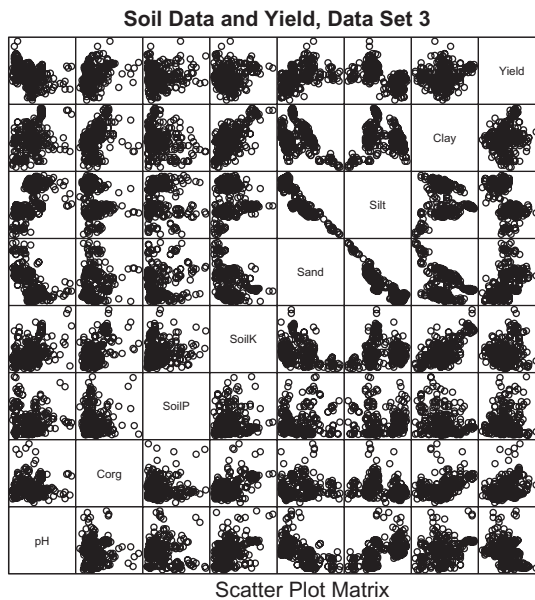 Soil Data and Yield, Data Set 3
Yield
Clay
Silt
Sand
SoilK
SoilP
Corg
pH
Scatter Plot Matrix